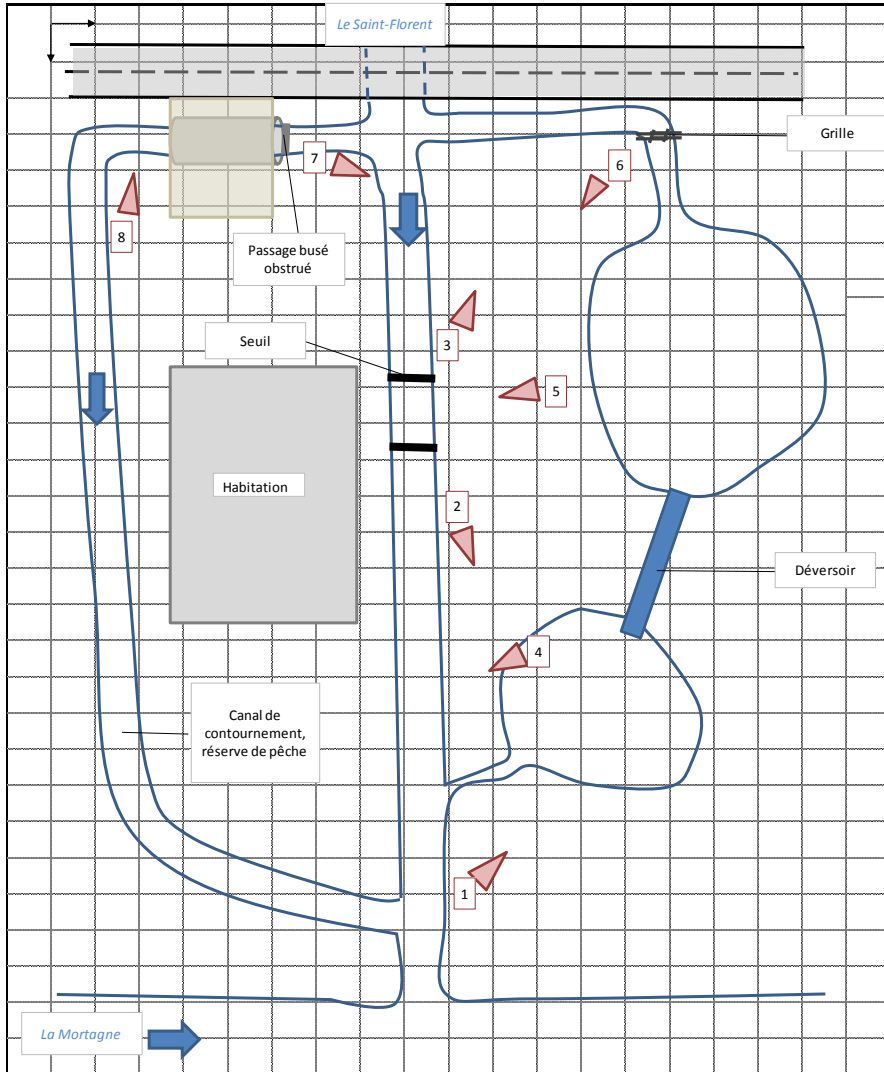 Le Saint-Florent
Grille
7
6
8
Passage busé
obstrué
Seuil
3
5
Habitation
2
Déversoir
4
Canal de
contournement,
réserve de pêche
1
La Mortagne